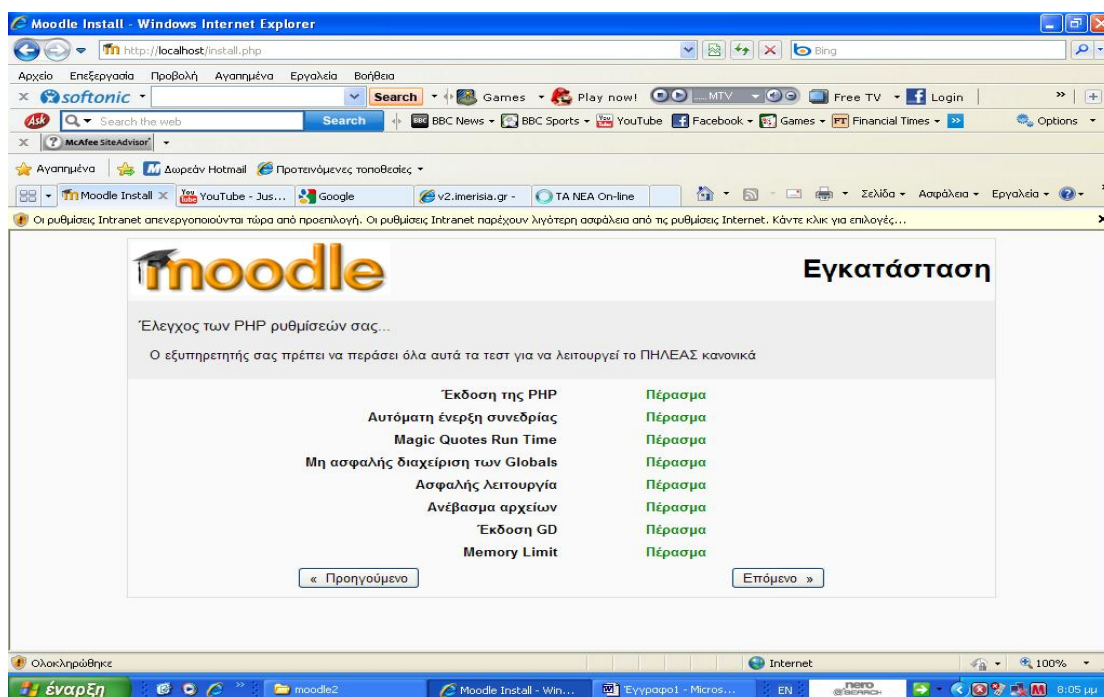 Moodle Install - Windows Internet Explorer
http://localhost/install.php
Bing
Αρχείο Επεξεργασία Προβολή Αγαπημένα Εργαλεία Βοήθεια
softonic Search Games Play now! MTV Free TV Login
Ask Search the web Search BBC News BBC Sports YouTube Facebook Games Financial Times Options
McAfee SiteAdvisor
Αγαπημένα Δωρεάν Hotmail Προτεινόμενες τοποθεσίες
Moodle Install YouTube - Jus... Google v2.imerisia.gr - ΤΑ ΝΕΑ On-line Σελίδα Ασφάλεια Εργαλεία
Οι ρυθμίσεις Intranet απενεργοποιούνται τώρα από προεπιλογή. Οι ρυθμίσεις Intranet παρέχουν λιγότερη ασφάλεια από τις ρυθμίσεις Internet. Κάντε κλικ για επιλογές...
moodle Εγκατάσταση
Έλεγχος των PHP ρυθμίσεών σας...
Ο εξυπηρετητής σας πρέπει να περάσει όλα αυτά τα τεστ για να λειτουργεί το ΠΗΛΕΑΣ κανονικά
Έκδοση της PHP Πέρασμα
Αυτόματη ένερξη συνεδρίας Πέρασμα
Magic Quotes Run Time Πέρασμα
Μη ασφαλής διαχείριση των Globals Πέρασμα
Ασφαλής λειτουργία Πέρασμα
Ανέβασμα αρχείων Πέρασμα
Έκδοση GD Πέρασμα
Memory Limit Πέρασμα
« Προηγούμενο Επόμενο »
Ολοκληρώθηκε Internet 100%
έναρξη moodle2 Moodle Install - Win... Έγγραφο1 - Micros... EN nero SEARCH 8:05 μμ